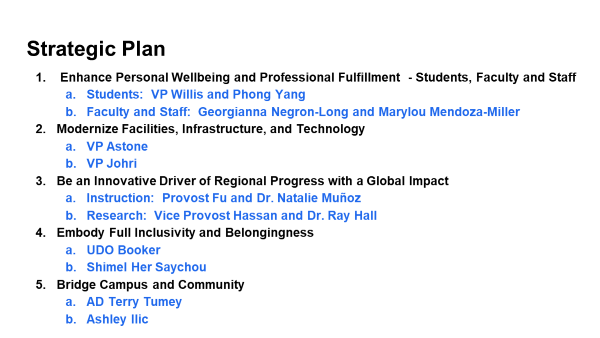 Strategic Plan
1. Enhance Personal Wellbeing and Professional Fulfillment - Students, Faculty and Staff
a. Students: VP Willis and Phong Yang
b. Faculty and Staff: Georgianna Negron-Long and Marylou Mendoza-Miller
2. Modernize Facilities, Infrastructure, and Technology
a. VP Astone
b. VP Johri
3. Be an Innovative Driver of Regional Progress with a Global Impact
a. Instruction: Provost Fu and Dr. Natalie Muñoz
b. Research: Vice Provost Hassan and Dr. Ray Hall
4. Embody Full Inclusivity and Belongingness
a. UDO Booker
b. Shimel Her Saychou
5. Bridge Campus and Community
a. AD Terry Tumey
b. Ashley Ilic